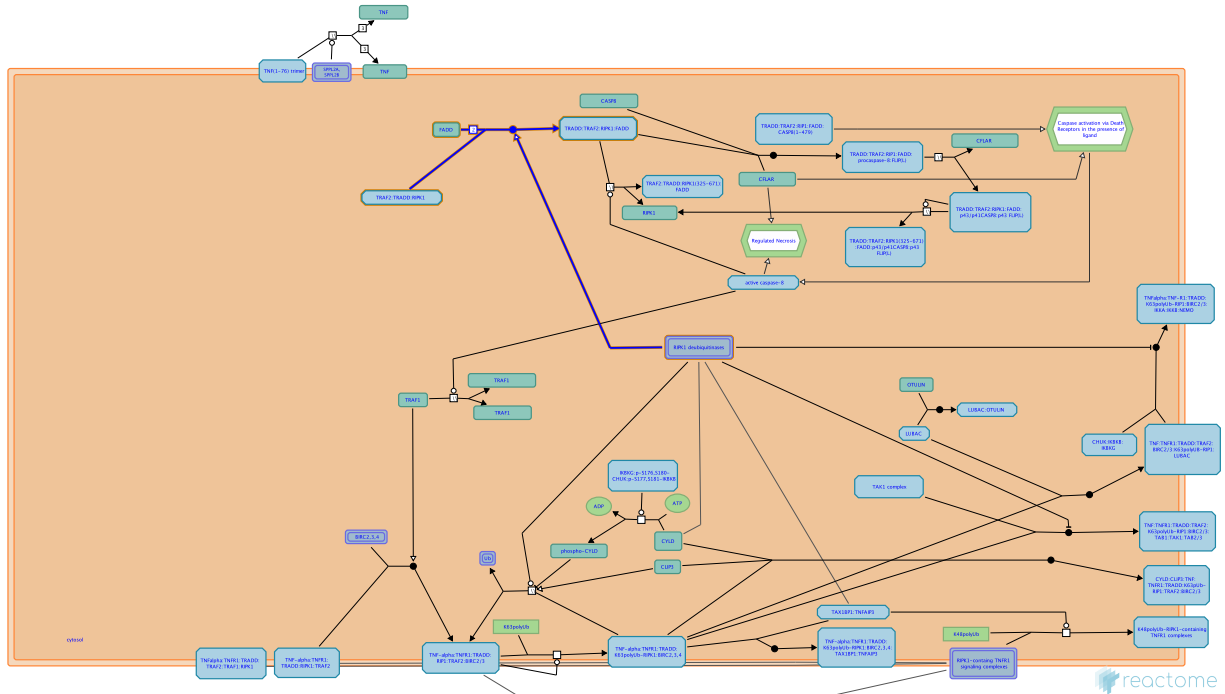 TNF
3
3
TNF(1-76) trimer
SPPL2A,
SPPL2B
TNF
CASP8
FADD
2
TRADD:TRAF2:RIPK1:FADD
TRADD:TRAF2:RIP1:FADD:
CASP8(1-479)
Caspase activation via Death
Receptors in the presence of
ligand
CFLAR
TRADD:TRAF2:RIP1:FADD:
procaspase-8:FLIP(L)
CFLAR
TRAF2:TRADD:RIPK1
TRAF2:TRADD:RIPK1(325-671):
FADD
RIPK1
TRADD:TRAF2:RIPK1:FADD:
p43/p41CASP8:p43 FLIP(L)
Regulated Necrosis
TRADD:TRAF2:RIPK1(325-671)
:FADD:p43/p41CASP8:p43
FLIP(L)
active caspase-8
TNFalpha:TNF-R1:TRADD:
K63polyUb-RIP1:BIRC2/3:
IKKA:IKKB:NEMO
RIPK1 deubiquitinases
TRAF1
TRAF1
TRAF1
OTULIN
LUBAC:OTULIN
LUBAC
CHUK:IKBKB:
IKBKG
TNF:TNFR1:TRADD:TRAF2:
BIRC2/3:K63polyUB-RIP1:
LUBAC
IKBKG:p-S176,S180-
CHUK:p-S177,S181-IKBKB
TAK1 complex
ADP
ATP
TNF:TNFR1:TRADD:TRAF2:
K63polyUb-RIP1:BIRC2/3:
TAB1:TAK1:TAB2/3
BIRC2,3,4
CYLD
phospho-CYLD
Ub
CLIP3
CYLD:CLIP3:TNF:
TNFR1:TRADD:K63pUb-
RIP1:TRAF2:BIRC2/3
TAX1BP1:TNFAIP3
K63polyUb
K48polyUb
K48polyUb-RIPK1-containing
TNFR1 complexes
cytosol
TNFalpha:TNFR1:TRADD:
TRAF2:TRAF1:RIPK1
TNF-alpha:TNFR1:
TRADD:RIPK1:TRAF2
TNF-alpha:TNFR1:TRADD:
RIP1:TRAF2:BIRC2/3
TNF-alpha:TNFR1:TRADD:
K63polyUb-RIPK1:BIRC2,3,4
TNF-alpha:TNFR1:TRADD:
K63polyUb-RIPK1:BIRC2,3,4:
TAX1BP1:TNFAIP3
RIPK1-containg TNFR1
signaling complexes
reactome